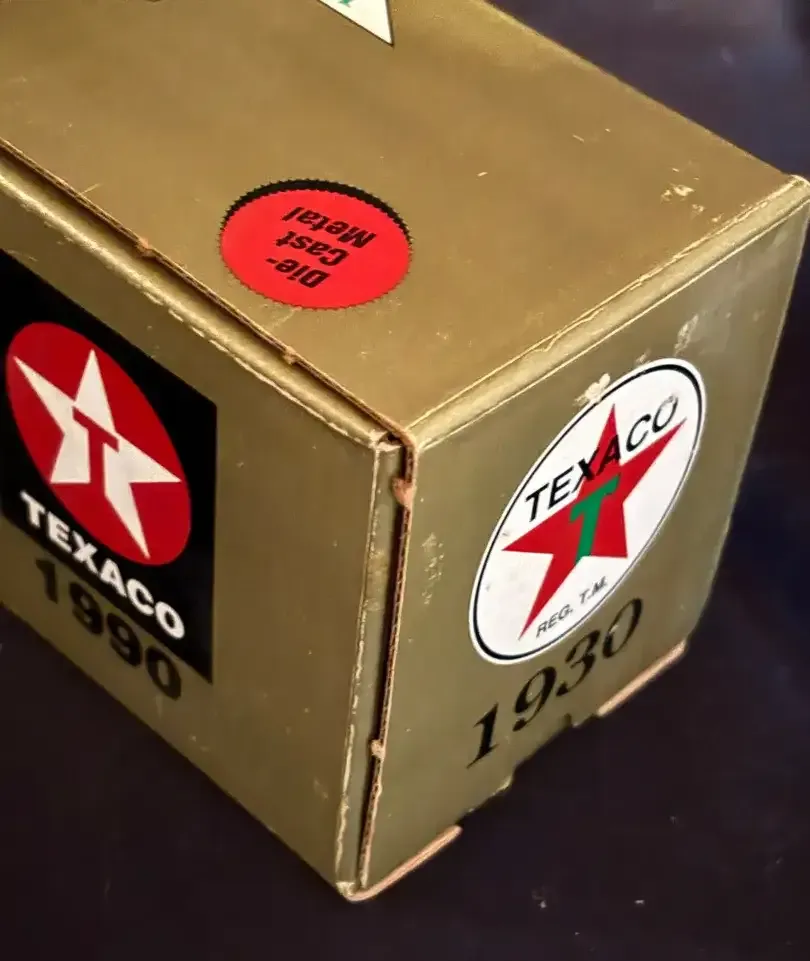 Die-
Cast
Metal
T
TEXACO
1990
TEXACO
T
REG. T.M.
1930